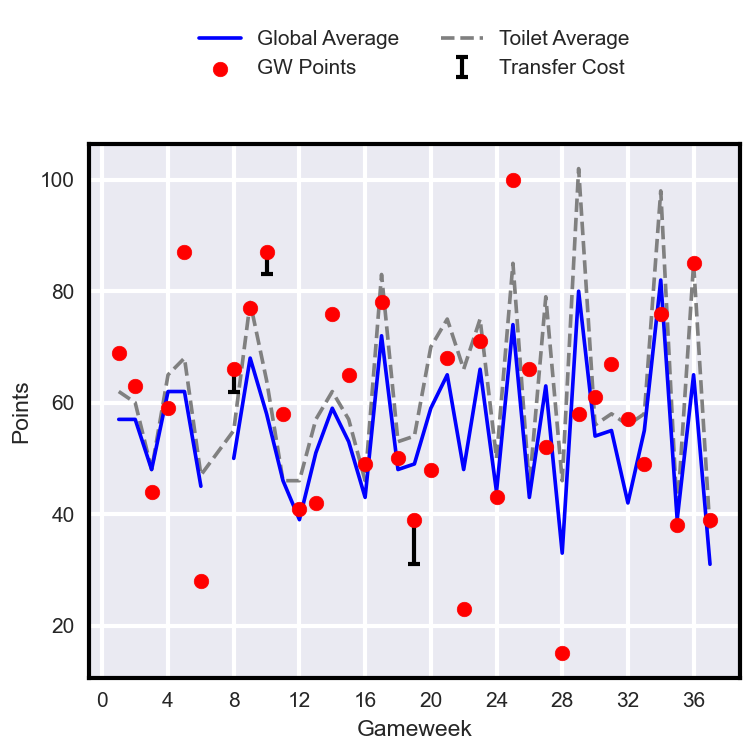 Global Average
Toilet Average
GW Points
Transfer Cost
100
80
60
40
20
Points
0 4 8 12 16 20 24 28 32 36
Gameweek